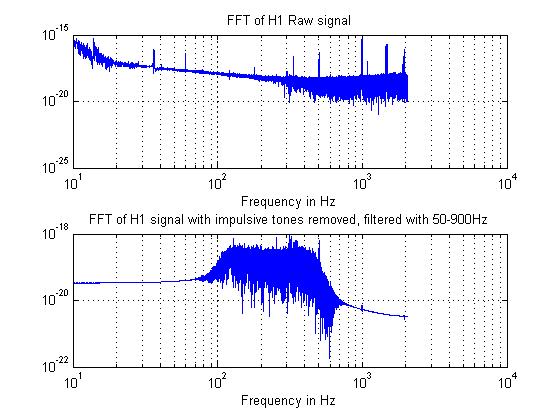 FFT of H1 Raw signal
10^-15
10^-20
10^-25
10^1 10^2 10^3 10^4
Frequency in Hz
FFT of H1 signal with impulsive tones removed, filtered with 50-900Hz
10^-18
10^-20
10^-22
10^1 10^2 10^3 10^4
Frequency in Hz